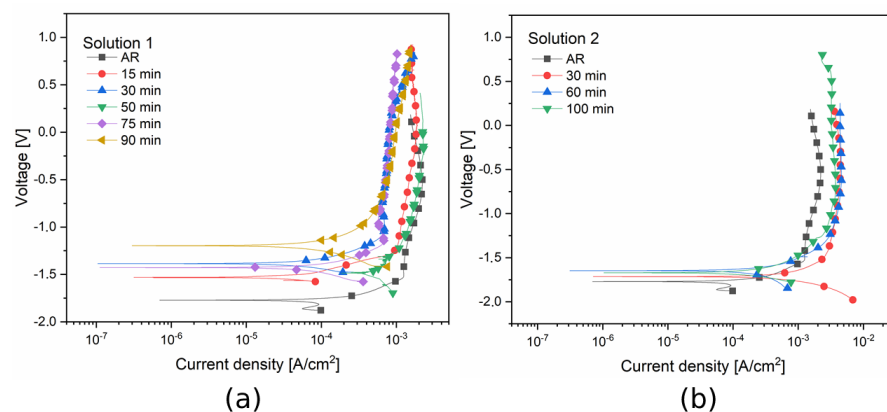 (a)
Solution 1
AR
15 min
30 min
50 min
75 min
90 min
Voltage [V]
1.0
0.5
0.0
-0.5
-1.0
-1.5
-2.0
10-7 10-6 10-5 10-4 10-3
Current density [A/cm2]
(b)
Solution 2
AR
30 min
60 min
100 min
Voltage [V]
1.0
0.5
0.0
-0.5
-1.0
-1.5
-2.0
10-7 10-6 10-5 10-4 10-3 10-2
Current density [A/cm2]